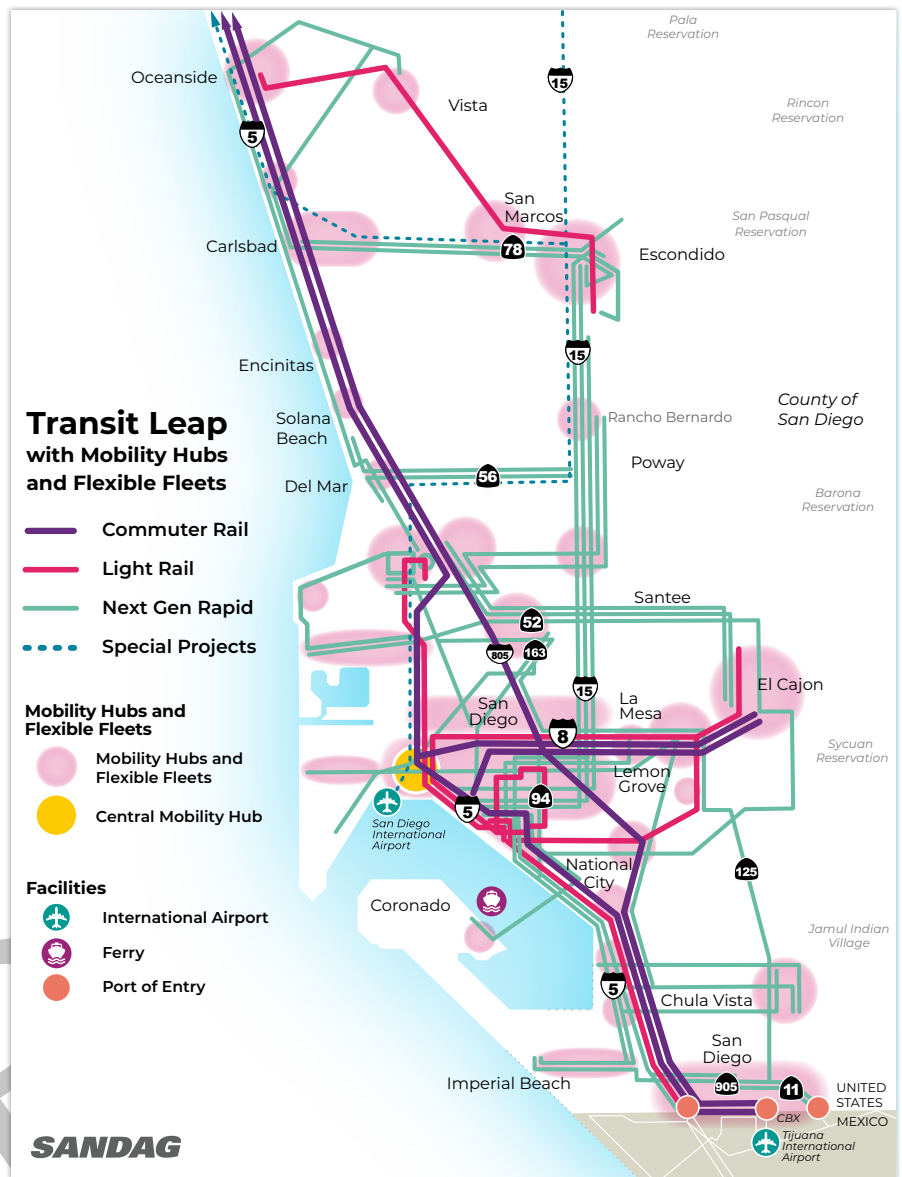 Pala
Reservation
Oceanside
15
Vista
Rincon
Reservation
5
San
Marcos
San Pasqual
Reservation
Carlsbad
78
Escondido
15
Encinitas
County of
San Diego
Solana
Beach
Rancho Bernardo
Poway
56
Del Mar
Barona
Reservation
Transit Leap
with Mobility Hubs
and Flexible Fleets
Commuter Rail
Light Rail
Next Gen Rapid
Special Projects
Santee
52
805
163
15
El Cajon
San
Diego
La
Mesa
8
Sycuan
Reservation
Lemon
Grove
94
5
Mobility Hubs and
Flexible Fleets
Mobility Hubs and
Flexible Fleets
Central Mobility Hub
San Diego
International
Airport
National
City
125
Facilities
International Airport
Ferry
Port of Entry
Coronado
Jamul Indian
Village
5
Chula Vista
San
Diego
Imperial Beach
905
11
UNITED
STATES
MEXICO
CBX
Tijuana
International
Airport
SANDAG